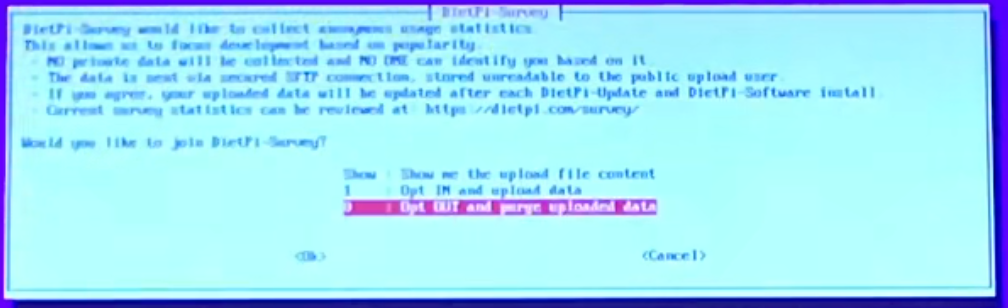 DietPi-Survey
DietPi-Survey would like to collect anonymous usage statistics.
This allows us to focus development based on popularity.
- NO private data will be collected and NO ONE can identify you based on it.
- The data is sent via secured SFTP connection, stored unreadable to the public upload user.
- If you agree, your uploaded data will be updated after each DietPi-Update and DietPi-Software install.
- Current survey statistics can be reviewed at: https://dietpi.com/survey/
Would you like to join DietPi-Survey?
Show : Show me the upload file content
1 : Opt IN and upload data
0 : Opt OUT and purge uploaded data
<Ok> <Cancel>